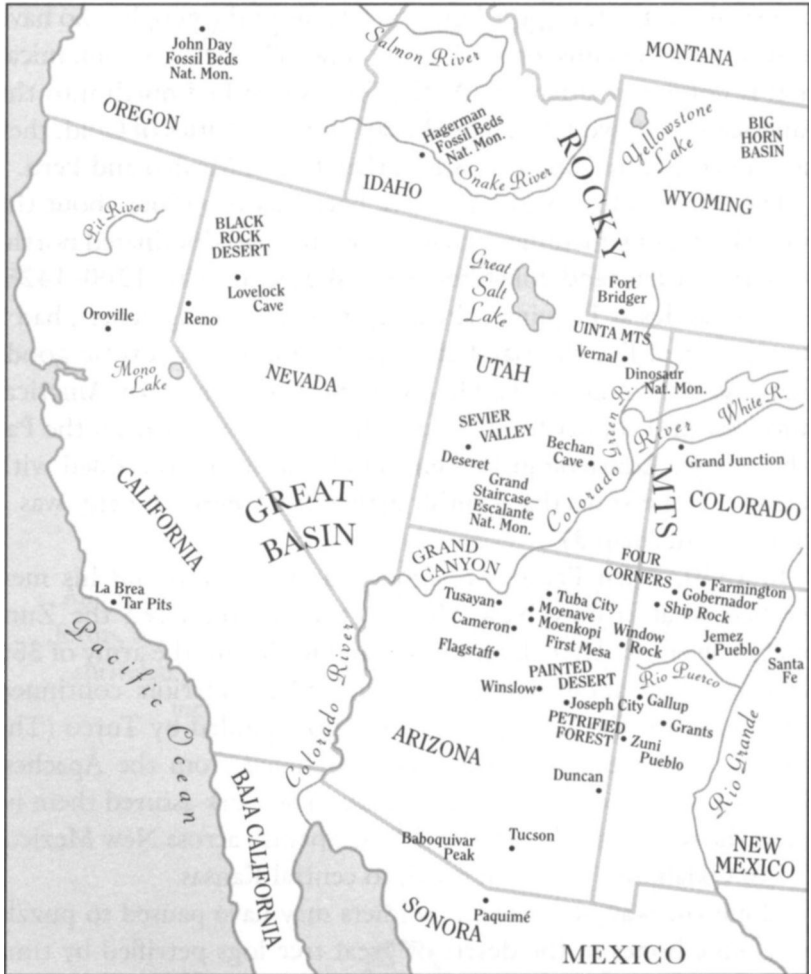 John Day
Fossil Beds
Nat. Mon.
OREGON
Salmon River
MONTANA
Hagerman
Fossil Beds
Nat. Mon.
Snake River
IDAHO
ROCKY
Yellowstone
Lake
BIG
HORN
BASIN
WYOMING
Pit River
BLACK
ROCK
DESERT
Lovelock
Cave
Oroville
Reno
Great
Salt
Lake
Fort
Bridger
UINTA MTS
Vernal
Dinosaur
Nat. Mon.
Mono
Lake
NEVADA
UTAH
Green R.
White R.
SEVIER
VALLEY
Deseret
Bechan
Cave
Colorado River
Grand Junction
MTS
COLORADO
Grand
Staircase–
Escalante
Nat. Mon.
CALIFORNIA
GREAT
BASIN
GRAND
CANYON
FOUR
CORNERS
Farmington
Gobernador
Ship Rock
La Brea
Tar Pits
Tusayan
Tuba City
Moenave
Cameron
Moenkopi
First Mesa
Window
Rock
Jemez
Pueblo
Santa
Fe
Flagstaff
PAINTED
DESERT
Rio Puerco
Winslow
Joseph City
Gallup
PETRIFIED
FOREST
Grants
Zuni
Pueblo
Pacific Ocean
Colorado River
ARIZONA
Duncan
Rio Grande
BAJA CALIFORNIA
Baboquivar
Peak
Tucson
NEW
MEXICO
SONORA
Paquimé
MEXICO